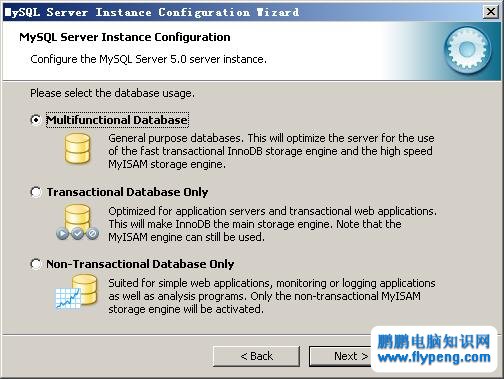 MySQL Server Instance Configuration Wizard
MySQL Server Instance Configuration
Configure the MySQL Server 5.0 server instance.
Please select the database usage.
Multifunctional Database
General purpose databases. This will optimize the server for the use
of the fast transactional InnoDB storage engine and the high speed
MyISAM storage engine.
Transactional Database Only
Optimized for application servers and transactional web applications.
This will make InnoDB the main storage engine. Note that the
MyISAM engine can still be used.
Non-Transactional Database Only
Suited for simple web applications, monitoring or logging applications
as well as analysis programs. Only the non-transactional MyISAM
storage engine will be activated.
< Back
Next >
鹏鹏电脑知识网
www.flypeng.com